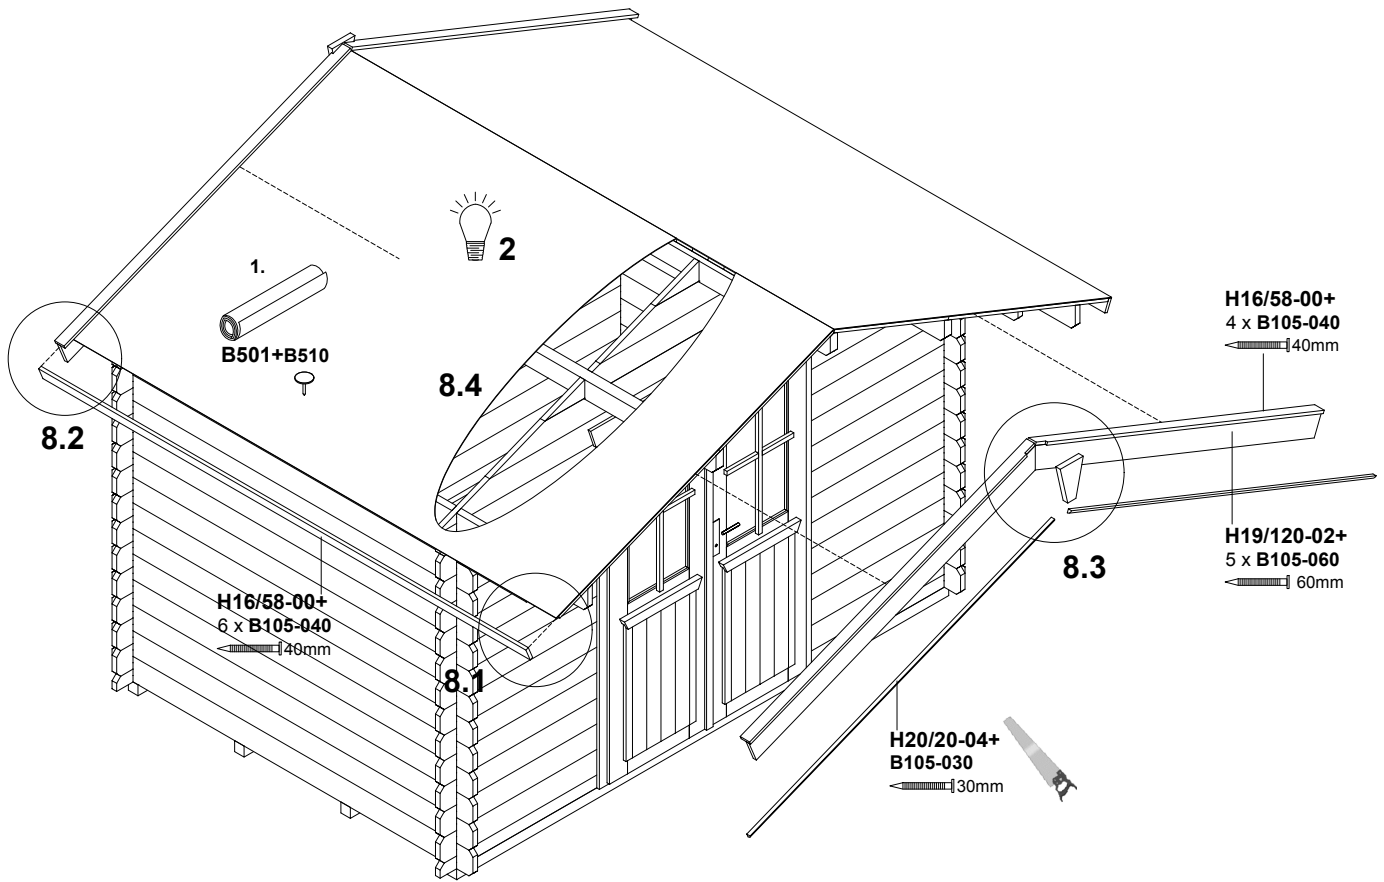 1.
B501+B510
2
8.4
8.2
H16/58-00+
6 x B105-040
40mm
8.1
H16/58-00+
4 x B105-040
40mm
8.3
H19/120-02+
5 x B105-060
60mm
H20/20-04+
B105-030
30mm